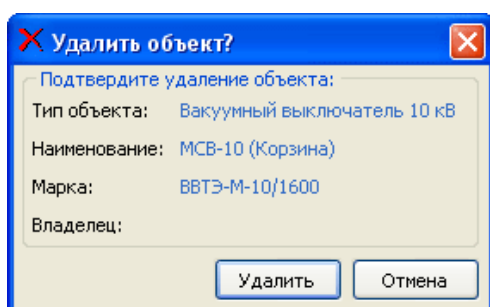 Удалить объект?
Подтвердите удаление объекта:
Тип объекта: Вакуумный выключатель 10 кВ
Наименование: МСВ-10 (Корзина)
Марка: ВВТЭ-М-10/1600
Владелец:
Удалить Отмена